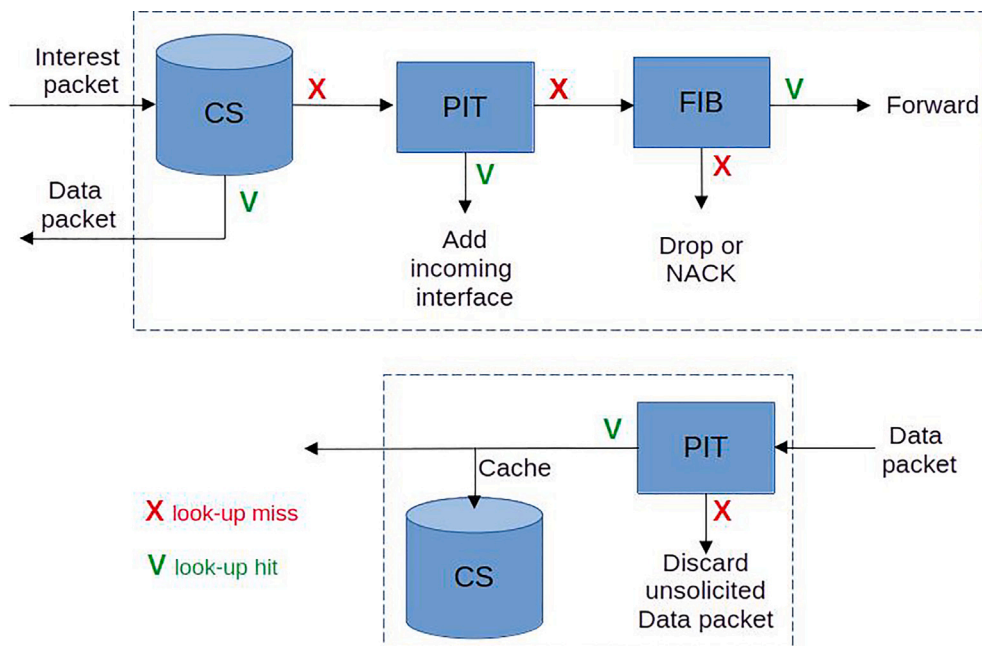 Interest
packet
CS
X
PIT
X
FIB
V
Forward
V
V
X
Data
packet
Add
incoming
interface
Drop or
NACK
V
PIT
Data
packet
Cache
X look-up miss
X
V look-up hit
CS
Discard
unsolicited
Data packet